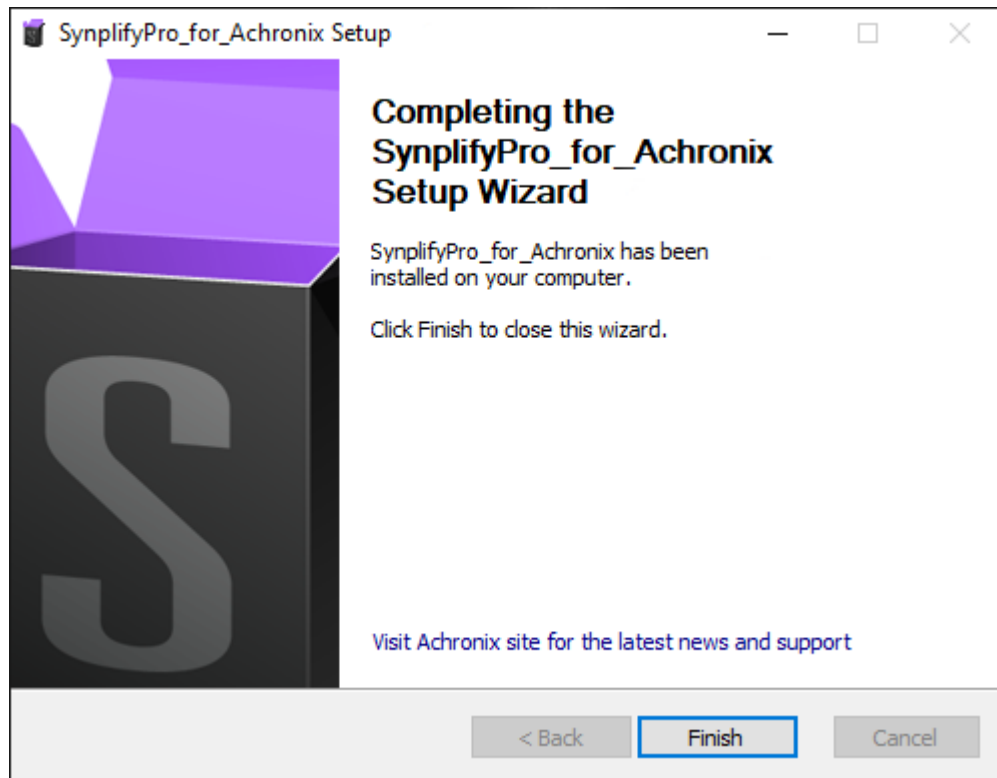 SynplifyPro_for_Achronix Setup
Completing the
SynplifyPro_for_Achronix
Setup Wizard
SynplifyPro_for_Achronix has been
installed on your computer.
Click Finish to close this wizard.
S
Visit Achronix site for the latest news and support
< Back
Finish
Cancel